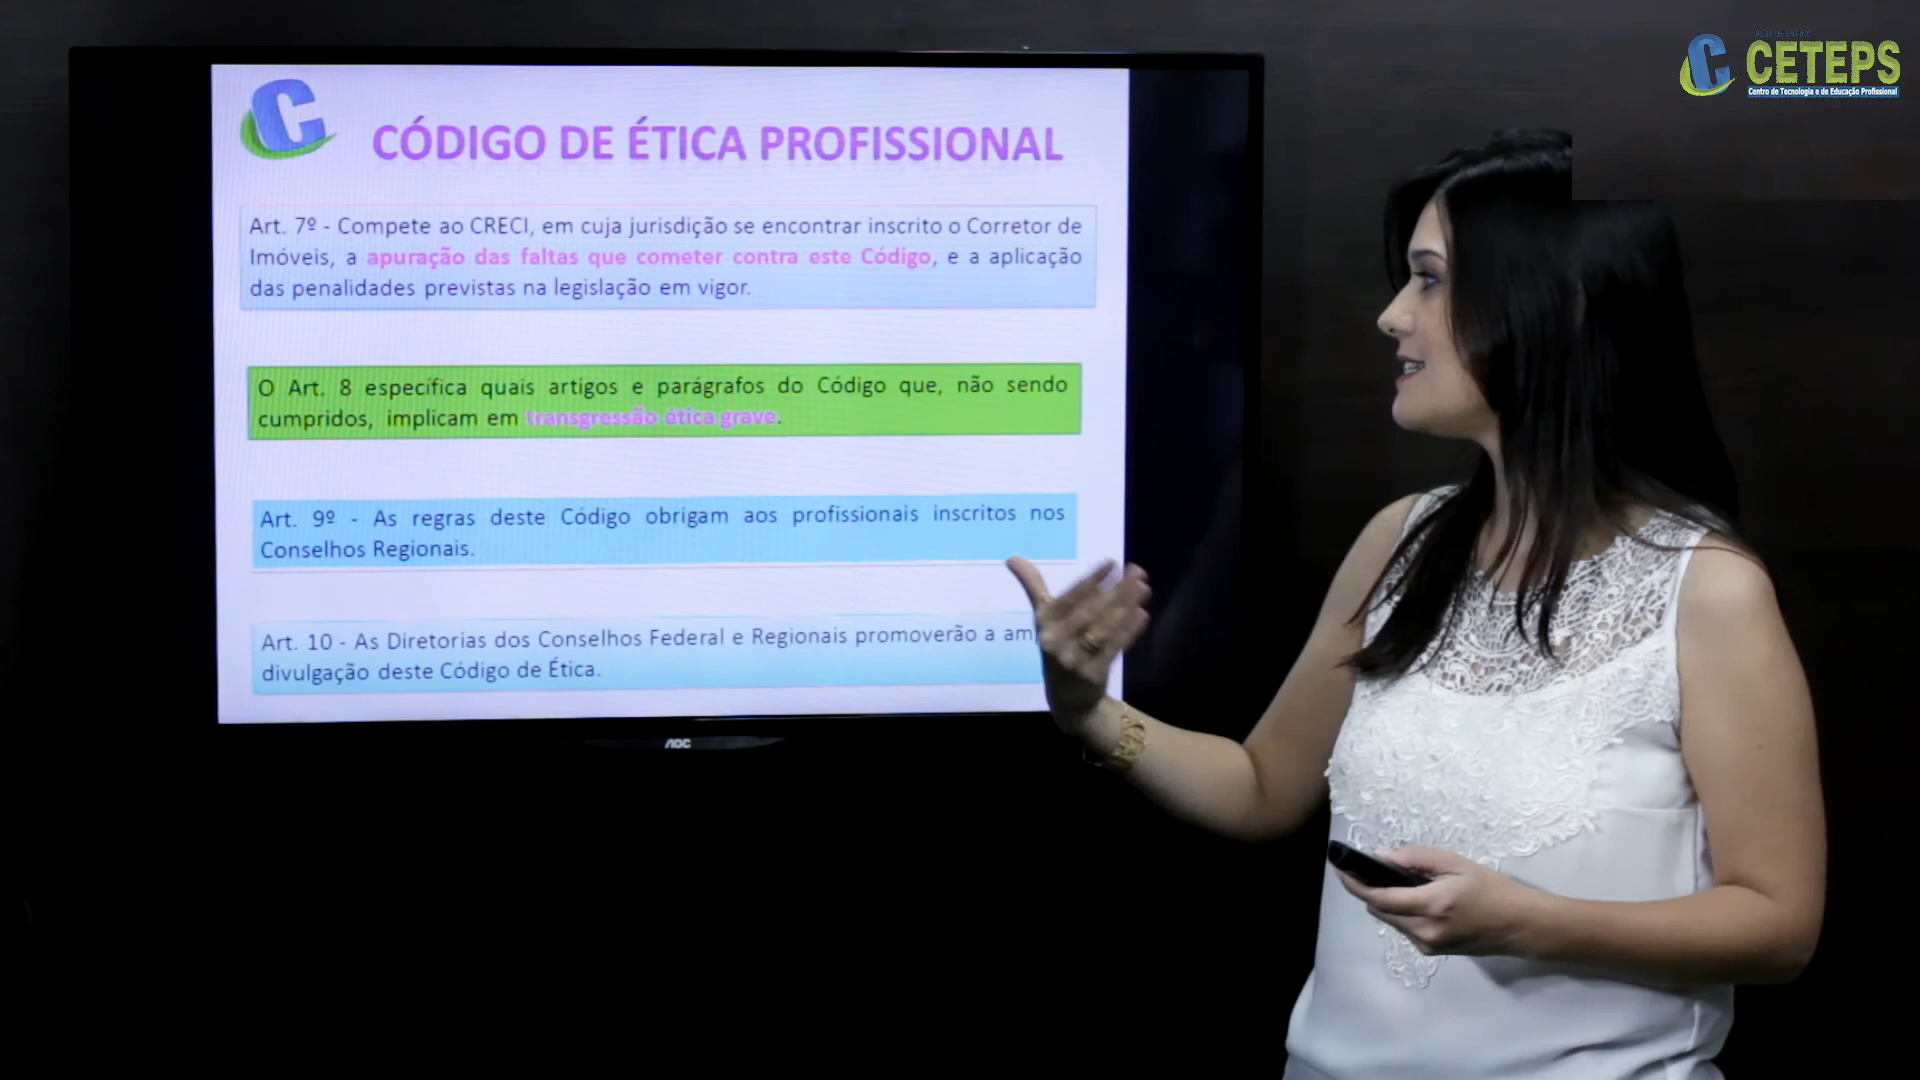 REDE DE ENSINO
CETEPS
Centro de Tecnologia e de Educação Profissional
CÓDIGO DE ÉTICA PROFISSIONAL
Art. 7º - Compete ao CRECI, em cuja jurisdição se encontrar inscrito o Corretor de
Imóveis, a apuração das faltas que cometer contra este Código, e a aplicação
das penalidades previstas na legislação em vigor.
O Art. 8 especifica quais artigos e parágrafos do Código que, não sendo
cumpridos, implicam em transgressão ética grave.
Art. 9º - As regras deste Código obrigam aos profissionais inscritos nos
Conselhos Regionais.
Art. 10 - As Diretorias dos Conselhos Federal e Regionais promoverão a am
divulgação deste Código de Ética.
AOC